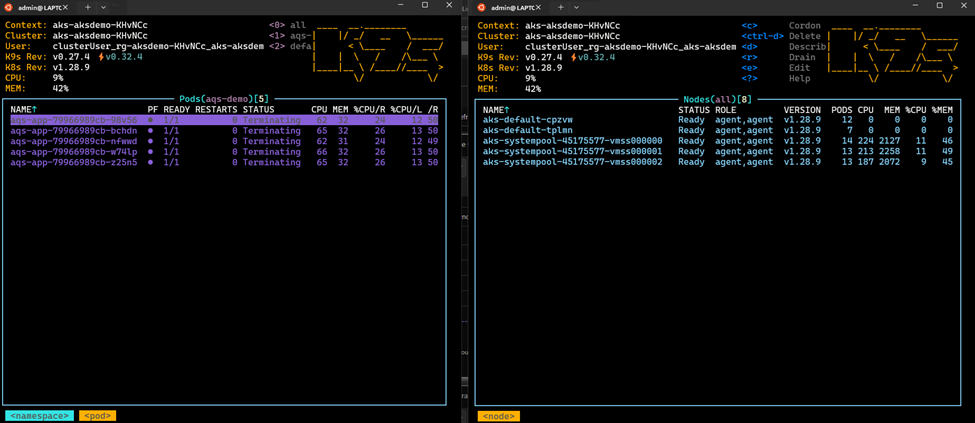 admin@LAPTO
Context: aks-aksdemo-KHvNCc <0> all
Cluster: aks-aksdemo-KHvNCc <1> aqs-
User: clusterUser_rg-aksdemo-KHvNCc_aks-aksdem <2> defa
K9s Rev: v0.27.4 ⚡v0.32.4
K8s Rev: v1.28.9
CPU: 9%
MEM: 42%
Pods(aqs-demo)[5]
NAME↑ PF READY RESTARTS STATUS CPU MEM %CPU/R %CPU/L /R
aqs-app-79966989cb-98v56 ● 1/1 0 Terminating 62 32 24 12 50
aqs-app-79966989cb-bchdn ● 1/1 0 Terminating 65 32 26 13 50
aqs-app-79966989cb-nfwwd ● 1/1 0 Terminating 62 31 24 12 49
aqs-app-79966989cb-w74lp ● 1/1 0 Terminating 66 32 26 13 50
aqs-app-79966989cb-z25n5 ● 1/1 0 Terminating 65 32 26 13 50
<namespace> <pod>
admin@LAPTO
Context: aks-aksdemo-KHvNCc <c> Cordon
Cluster: aks-aksdemo-KHvNCc <ctrl-d> Delete
User: clusterUser_rg-aksdemo-KHvNCc_aks-aksdem <d> Describ
K9s Rev: v0.27.4 ⚡v0.32.4 <r> Drain
K8s Rev: v1.28.9 <e> Edit
CPU: 9% <?> Help
MEM: 42%
Nodes(all)[8]
NAME↑ STATUS ROLE VERSION PODS CPU MEM %CPU %MEM
aks-default-cpzvw Ready agent,agent v1.28.9 12 0 0 0 0
aks-default-tplmn Ready agent,agent v1.28.9 7 0 0 0 0
aks-systempool-45175577-vmss000000 Ready agent,agent v1.28.9 14 224 2127 11 46
aks-systempool-45175577-vmss000001 Ready agent,agent v1.28.9 13 213 2258 11 49
aks-systempool-45175577-vmss000002 Ready agent,agent v1.28.9 13 187 2072 9 45
<node>